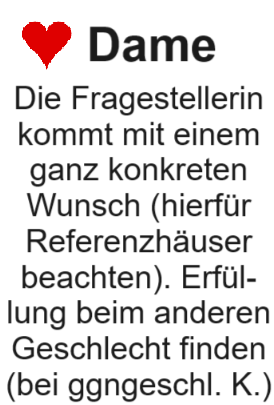 Dame
Die Fragestellerin
kommt mit einem
ganz konkreten
Wunsch (hierfür
Referenzhäuser
beachten). Erfül-
lung beim anderen
Geschlecht finden
(bei ggngeschl. K.)